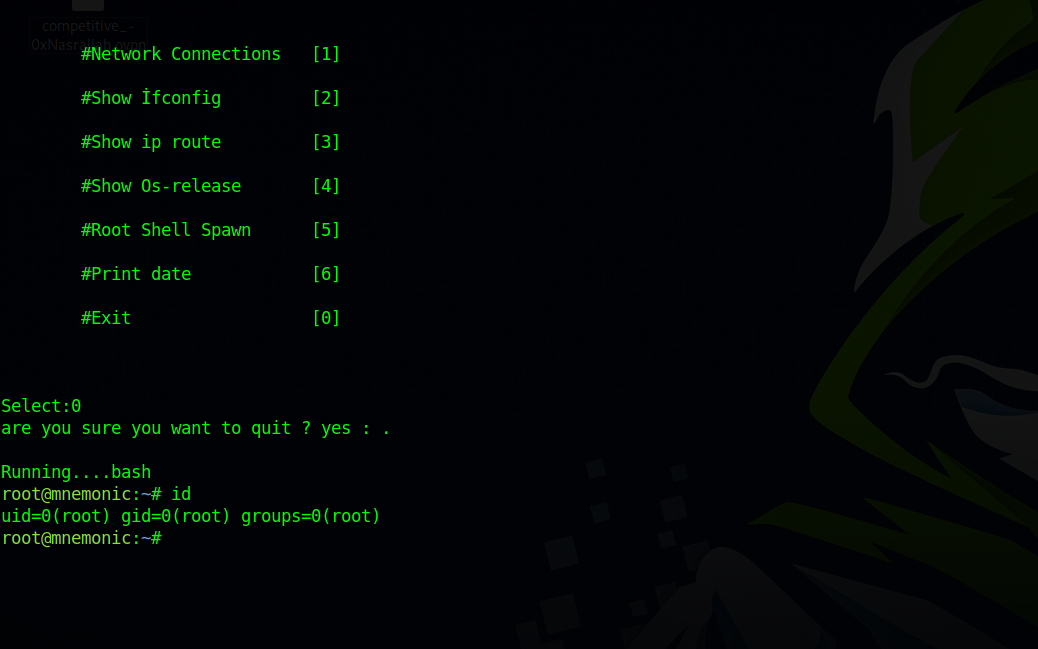 competitive_-
0xNasrallah.ovpn
#Network Connections [1]
#Show İfconfig [2]
#Show ip route [3]
#Show Os-release [4]
#Root Shell Spawn [5]
#Print date [6]
#Exit [0]
Select:0
are you sure you want to quit ? yes : .
Running....bash
root@mnemonic:~# id
uid=0(root) gid=0(root) groups=0(root)
root@mnemonic:~#